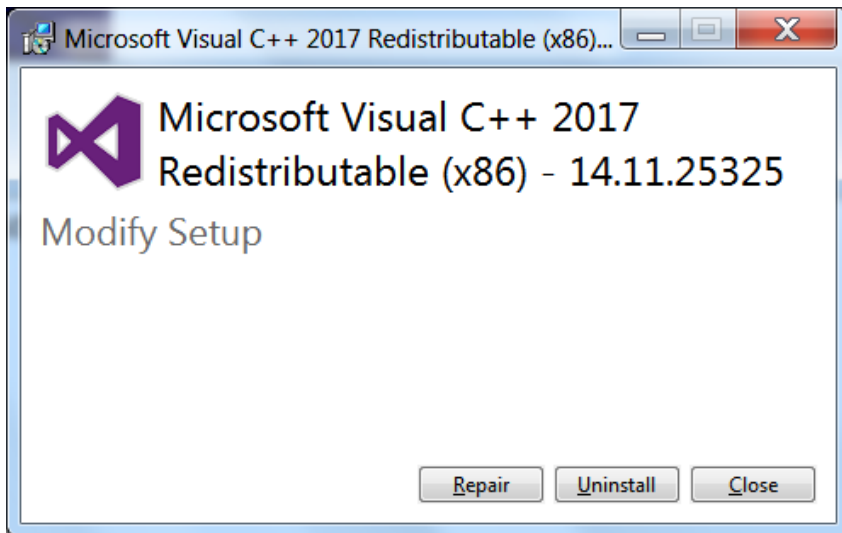 Microsoft Visual C++ 2017 Redistributable (x86)...
Microsoft Visual C++ 2017
Redistributable (x86) - 14.11.25325
Modify Setup
Repair
Uninstall
Close